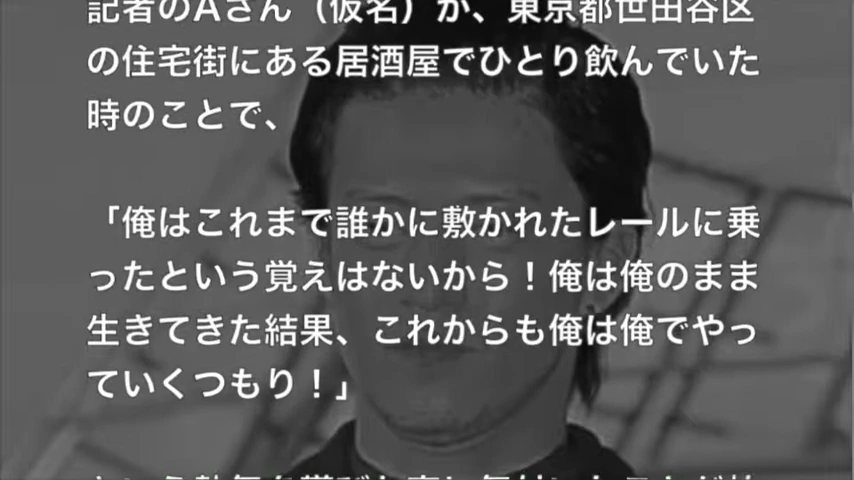 記者のAさん(仮名)が、東京都世田谷区
の住宅街にある居酒屋でひとり飲んでいた
時のことで、
「俺はこれまで誰かに敷かれたレールに乗
ったという覚えはないから！俺は俺のまま
生きてきた結果、これからも俺は俺でやっ
ていくつもり！」